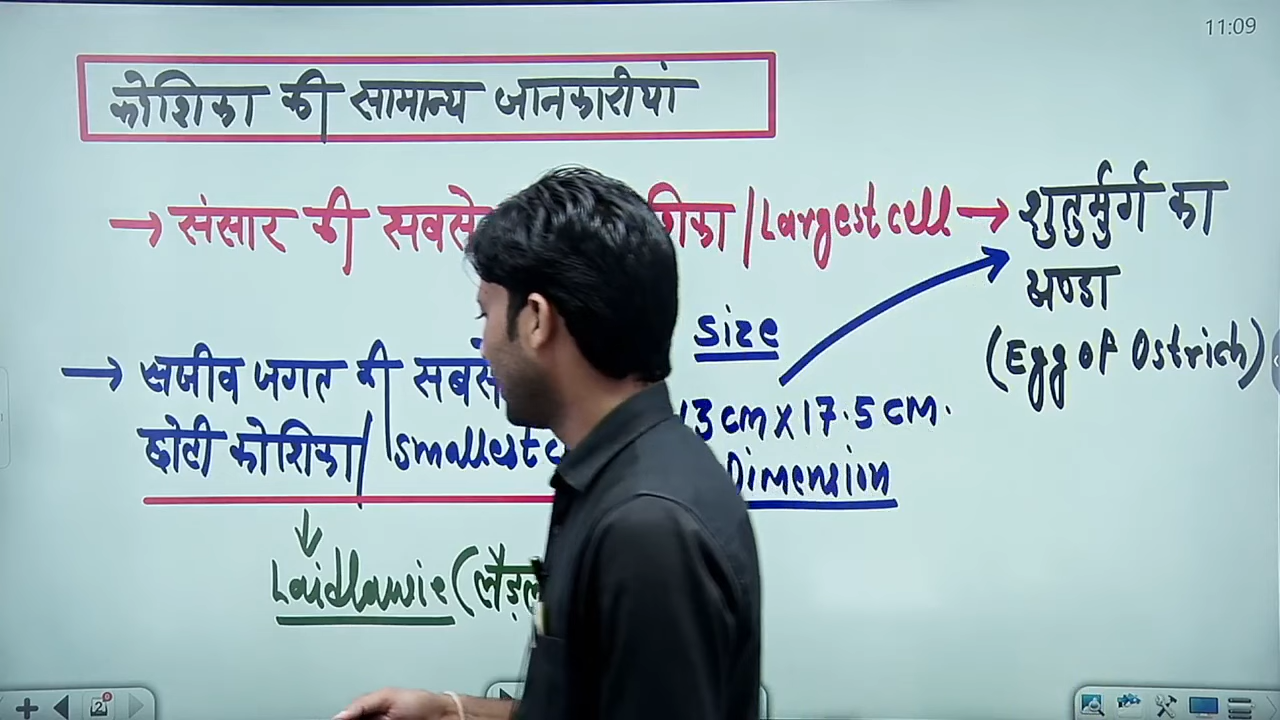 11:09
कोशिका की सामान्य जानकारीयां
→ संसार की सबसे शिका / Largest cell → शुतुर्मुर्ग का
अण्डा
(Egg of Ostrich)
size
13 cm x 17.5 cm.
Dimension
→ सजीव जगत की सबसे
छोटी कोशिका / smallest c
↓
Laidlawie (लैड़ल
2